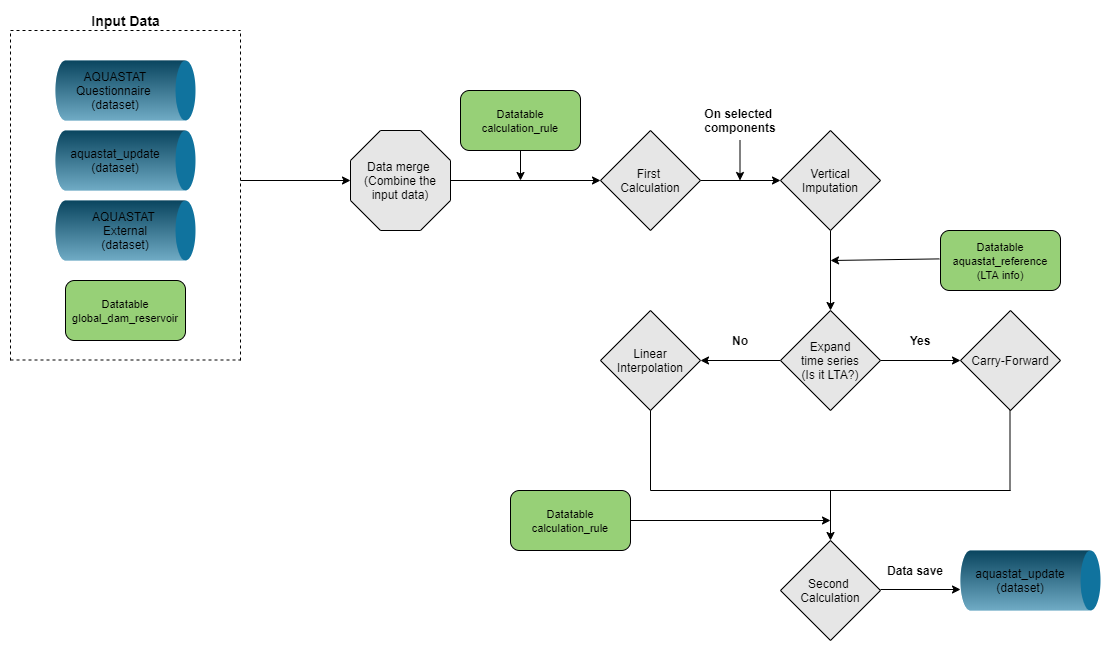 Input Data
AQUASTAT
Questionnaire
(dataset)
aquastat_update
(dataset)
AQUASTAT
External
(dataset)
Datatable
global_dam_reservoir
Data merge
(Combine the
input data)
Datatable
calculation_rule
First
Calculation
On selected
components
Vertical
Imputation
Datatable
aquastat_reference
(LTA info)
Expand
time series
(Is it LTA?)
No
Linear
Interpolation
Yes
Carry-Forward
Datatable
calculation_rule
Second
Calculation
Data save
aquastat_update
(dataset)